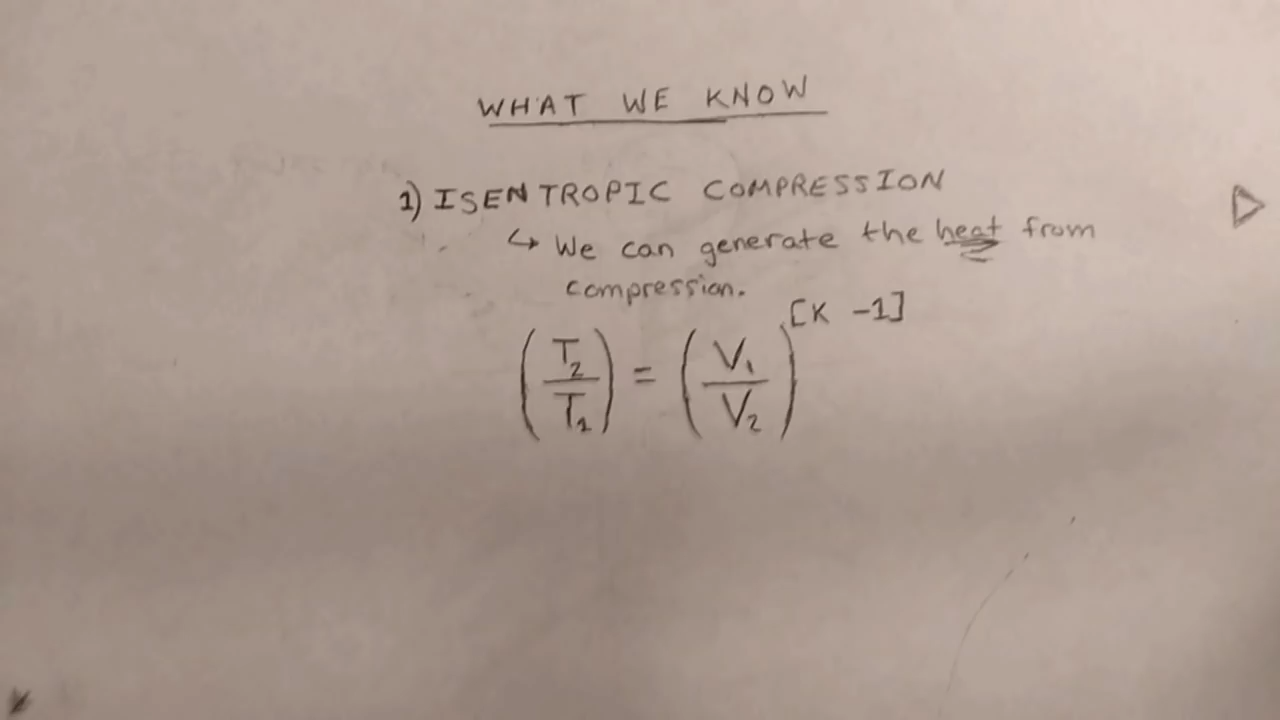 WHAT WE KNOW
1) ISENTROPIC COMPRESSION
↳ We can generate the heat from
compression.
(T₂/T₁) = (V₁/V₂)^[K -1]